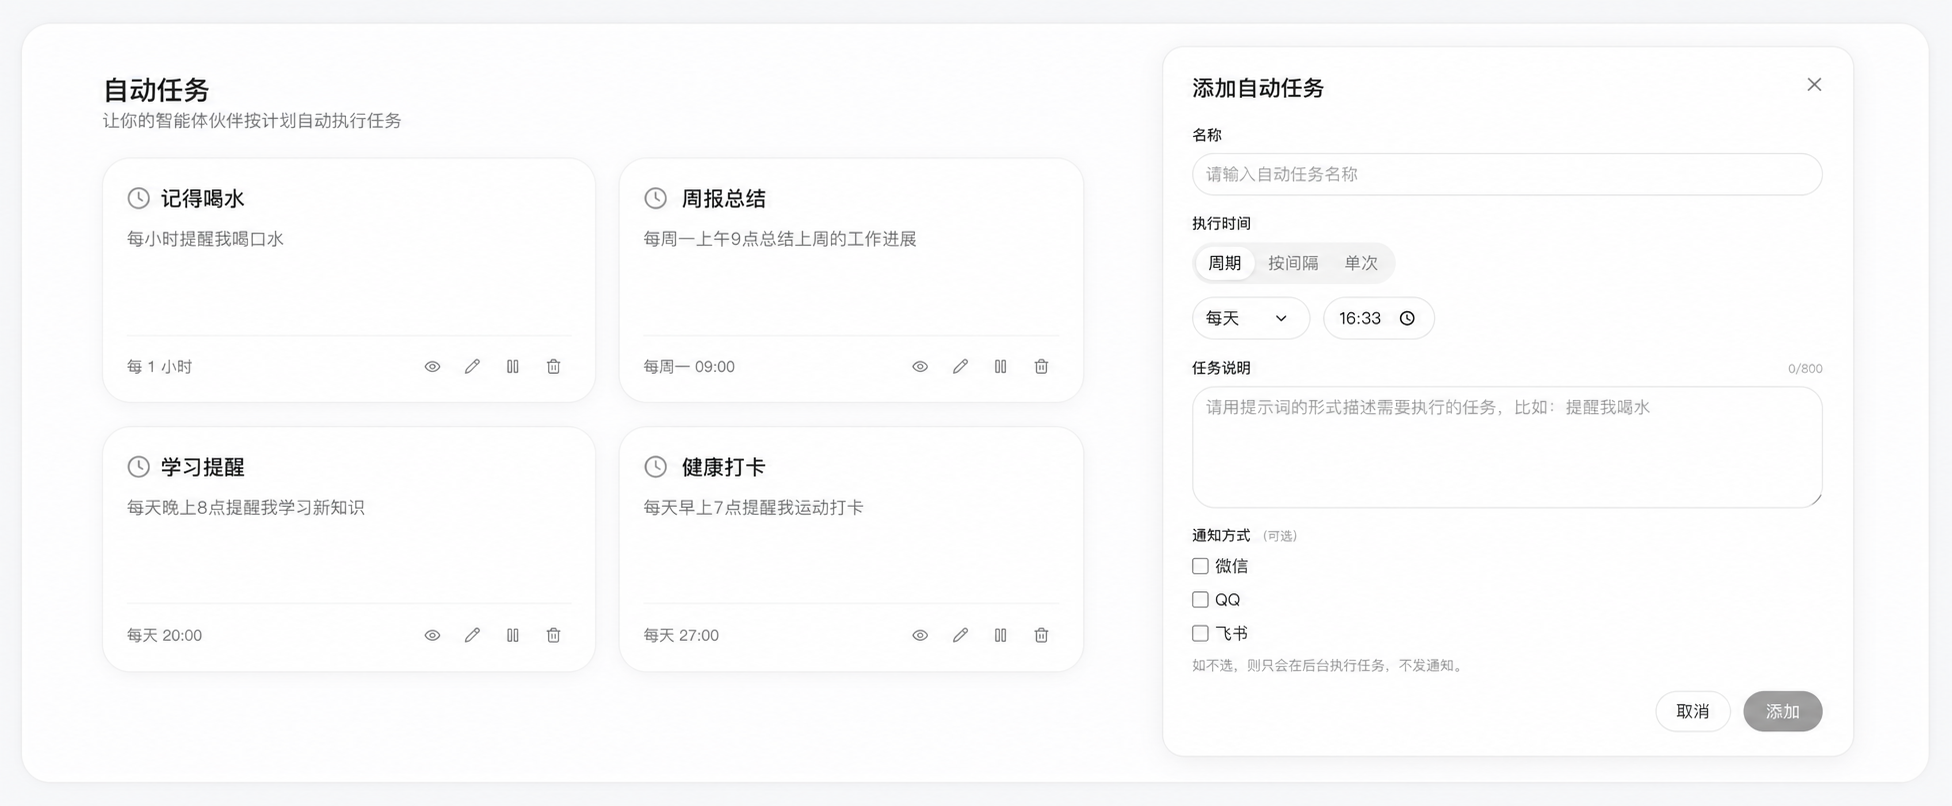 自动任务
让你的智能体伙伴按计划自动执行任务
记得喝水
每小时提醒我喝口水
每 1 小时
周报总结
每周一上午9点总结上周的工作进展
每周一 09:00
学习提醒
每天晚上8点提醒我学习新知识
每天 20:00
健康打卡
每天早上7点提醒我运动打卡
每天 27:00
添加自动任务
名称
请输入自动任务名称
执行时间
周期 按间隔 单次
每天 16:33
任务说明 0/800
请用提示词的形式描述需要执行的任务，比如：提醒我喝水
通知方式 （可选）
微信
QQ
飞书
如不选，则只会在后台执行任务，不发通知。
取消 添加